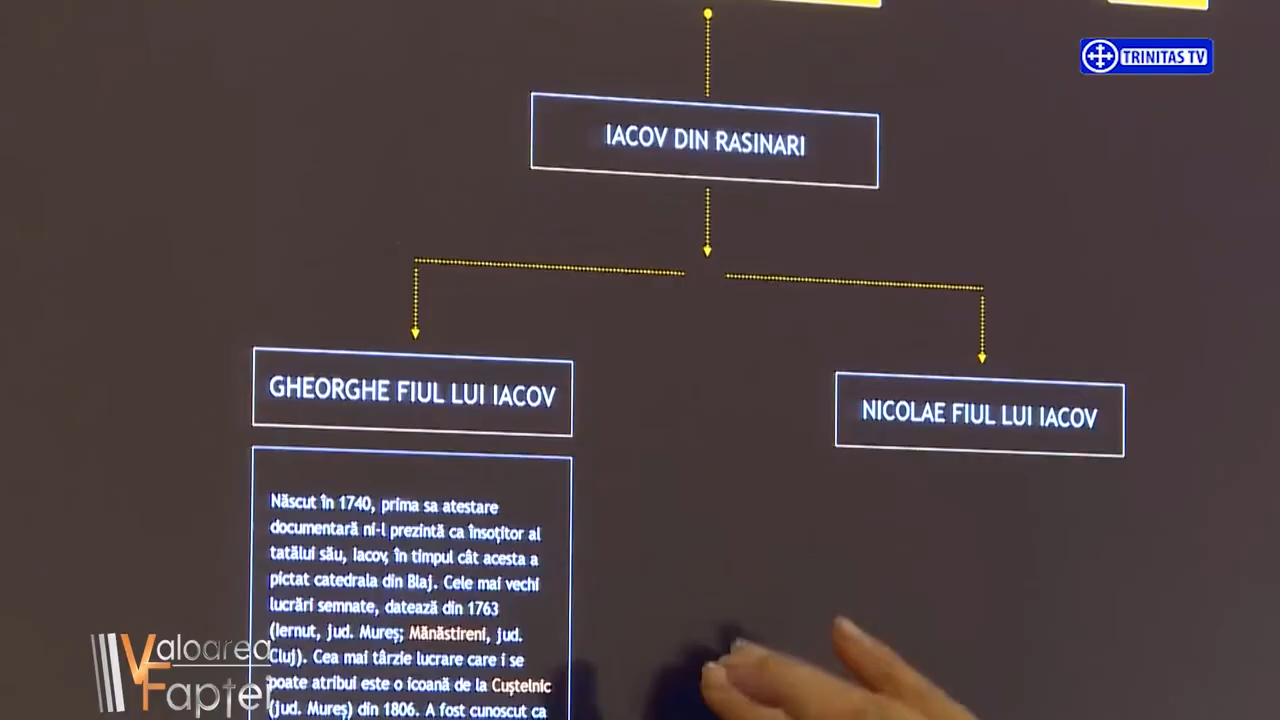 TRINITAS TV
IACOV DIN RASINARI
GHEORGHE FIUL LUI IACOV
NICOLAE FIUL LUI IACOV
Născut în 1740, prima sa atestare
documentară ni-l prezintă ca însoțitor al
tatălui său, Iacov, în timpul cât acesta a
pictat catedrala din Blaj. Cele mai vechi
lucrări semnate, datează din 1763
(Iernut, jud. Mureș; Mănăstireni, jud.
Cluj). Cea mai târzie lucrare care i se
poate atribui este o icoană de la Cuștelnic
(jud. Mureș) din 1806. A fost cunoscut ca
Valoarea
Faptei